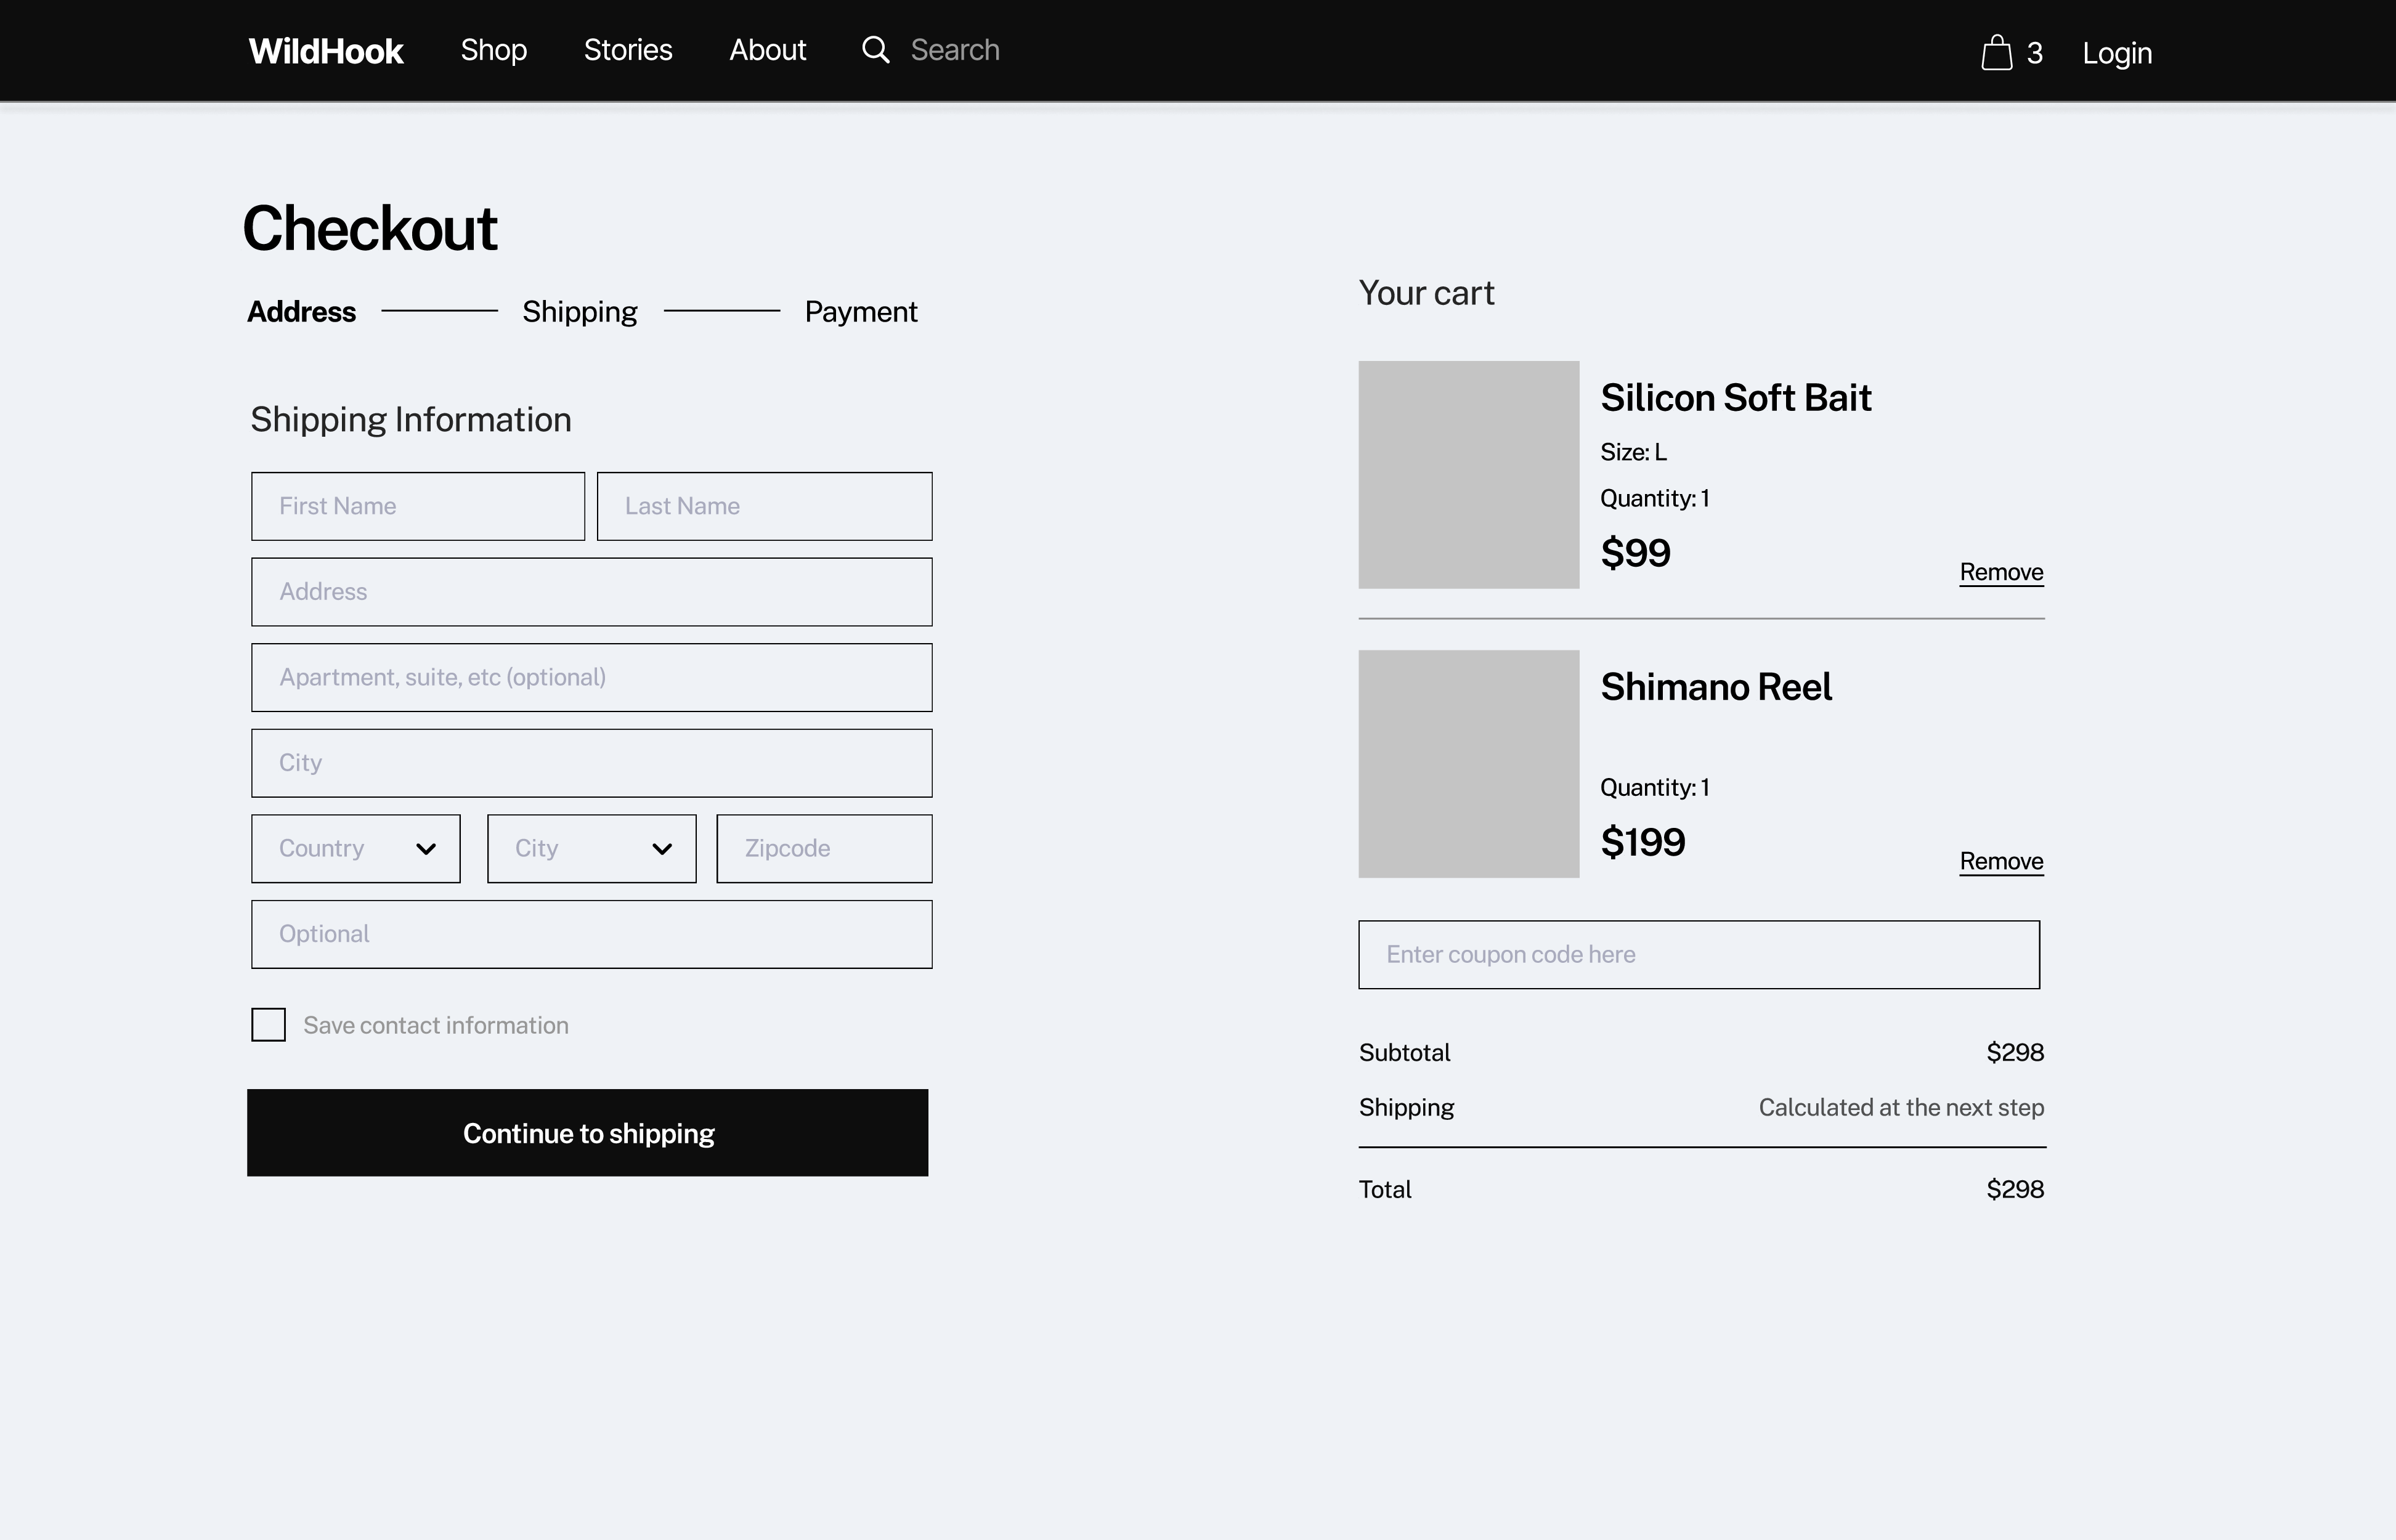 WildHook Shop Stories About Search 3 Login
Checkout
Address Shipping Payment
Shipping Information
First Name Last Name
Address
Apartment, suite, etc (optional)
City
Country City Zipcode
Optional
Save contact information
Continue to shipping
Your cart
Silicon Soft Bait
Size: L
Quantity: 1
$99
Remove
Shimano Reel
Quantity: 1
$199
Remove
Enter coupon code here
Subtotal $298
Shipping Calculated at the next step
Total $298